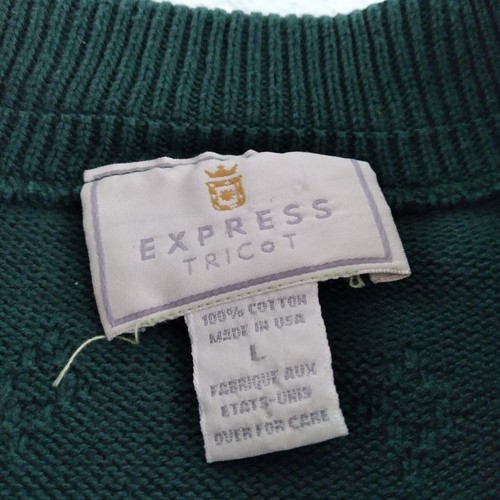 EXPRESS
TRICOT
100% COTTON
MADE IN USA
L
FABRIQUE AUX
ETATS-UNIS
OVER FOR CARE